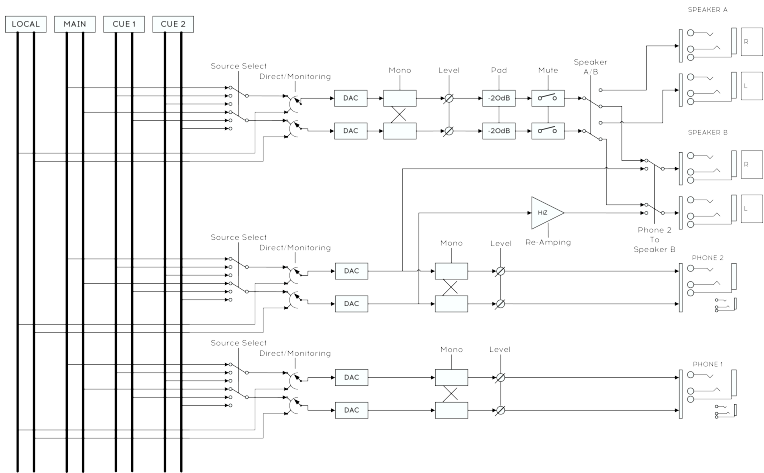 SPEAKER A
LOCAL MAIN CUE 1 CUE 2
R
Source Select
Direct/Monitoring
Mono
Level
Pad
Mute
Speaker
A/B
L
DAC
-20dB
DAC
-20dB
SPEAKER B
R
L
HiZ
Re-Amping
Phone 2
To
Speaker B
Source Select
Direct/Monitoring
Mono
Level
PHONE 2
DAC
DAC
Source Select
Direct/Monitoring
Mono
Level
PHONE 1
DAC
DAC